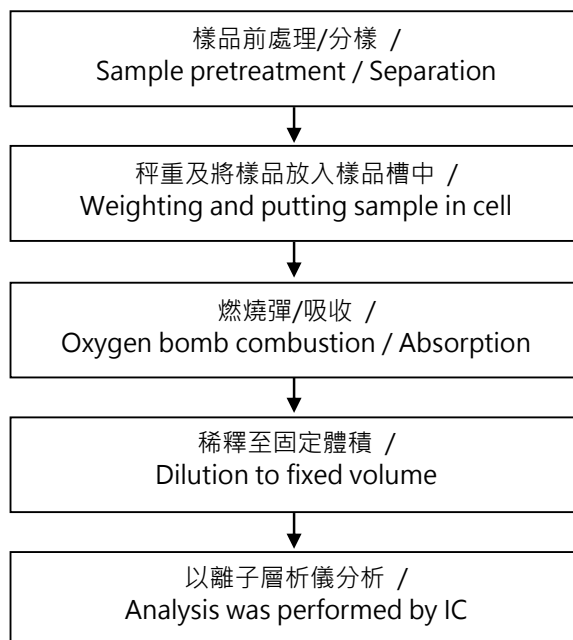 樣品前處理/分樣 /
Sample pretreatment / Separation
秤重及將樣品放入樣品槽中 /
Weighting and putting sample in cell
燃燒彈/吸收 /
Oxygen bomb combustion / Absorption
稀釋至固定體積 /
Dilution to fixed volume
以離子層析儀分析 /
Analysis was performed by IC